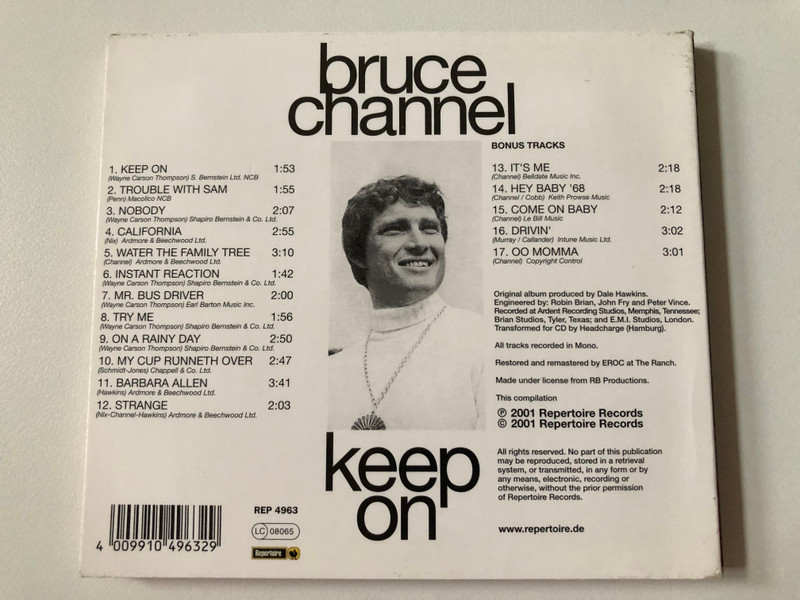 bruce
channel
1. KEEP ON 1:53
(Wayne Carson Thompson) S. Bernstein Ltd. NCB
2. TROUBLE WITH SAM 1:55
(Penn) Macolico NCB
3. NOBODY 2:07
(Wayne Carson Thompson) Shapiro Bernstein & Co. Ltd.
4. CALIFORNIA 2:55
(Nix) Ardmore & Beechwood Ltd.
5. WATER THE FAMILY TREE 3:10
(Channel) Ardmore & Beechwood Ltd.
6. INSTANT REACTION 1:42
(Wayne Carson Thompson) Shapiro Bernstein & Co. Ltd.
7. MR. BUS DRIVER 2:00
(Wayne Carson Thompson) Earl Barton Music Inc.
8. TRY ME 1:56
(Wayne Carson Thompson) Shapiro Bernstein & Co. Ltd.
9. ON A RAINY DAY 2:50
(Wayne Carson Thompson) Shapiro Bernstein & Co. Ltd.
10. MY CUP RUNNETH OVER 2:47
(Schmidt-Jones) Chappell & Co. Ltd.
11. BARBARA ALLEN 3:41
(Hawkins) Ardmore & Beechwood Ltd.
12. STRANGE 2:03
(Nix-Channel-Hawkins) Ardmore & Beechwood Ltd.
BONUS TRACKS
13. IT'S ME 2:18
(Channel) Belldate Music Inc.
14. HEY BABY '68 2:18
(Channel / Cobb) Keith Prowse Music
15. COME ON BABY 2:12
(Channel) Le Bill Music
16. DRIVIN' 3:02
(Murray / Callander) Intune Music Ltd.
17. OO MOMMA 3:01
(Channel) Copyright Control
Original album produced by Dale Hawkins.
Engineered by: Robin Brian, John Fry and Peter Vince.
Recorded at Ardent Recording Studios, Memphis, Tennessee;
Brian Studios, Tyler, Texas; and E.M.I. Studios, London.
Transformed for CD by Headcharge (Hamburg).
All tracks recorded in Mono.
Restored and remastered by EROC at The Ranch.
Made under license from RB Productions.
This compilation
℗ 2001 Repertoire Records
© 2001 Repertoire Records
All rights reserved. No part of this publication
may be reproduced, stored in a retrieval
system, or transmitted, in any form or by
any means, electronic, recording or
otherwise, without the prior permission
of Repertoire Records.
www.repertoire.de
keep
on
REP 4963
LC 08065
Repertoire
4 009910 496329